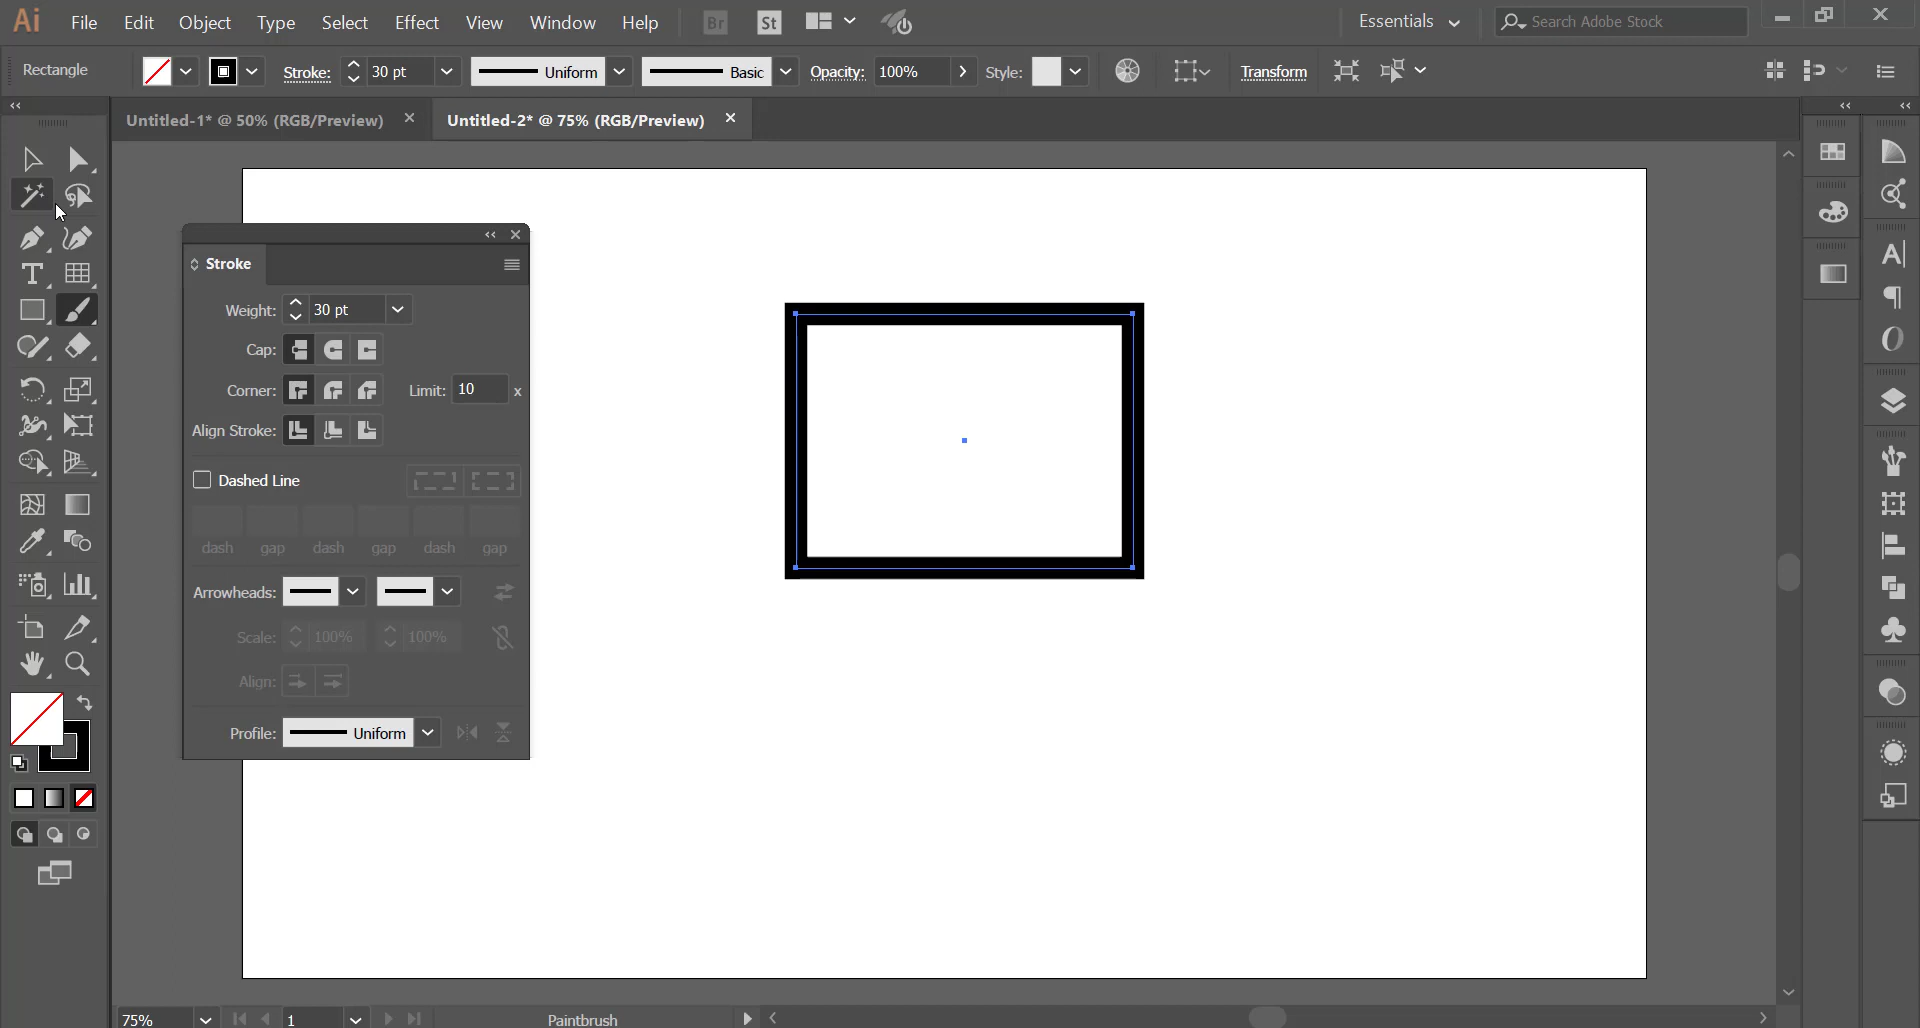 Ai File Edit Object Type Select Effect View Window Help Br St Essentials Search Adobe Stock
Rectangle Stroke: 30 pt Uniform Basic Opacity: 100% Style: Transform
Untitled-1* @ 50% (RGB/Preview) Untitled-2* @ 75% (RGB/Preview)
Stroke
Weight: 30 pt
Cap:
Corner: Limit: 10 x
Align Stroke:
Dashed Line
dash gap dash gap dash gap
Arrowheads:
Scale: 100% 100%
Align:
Profile: Uniform
75% 1 Paintbrush